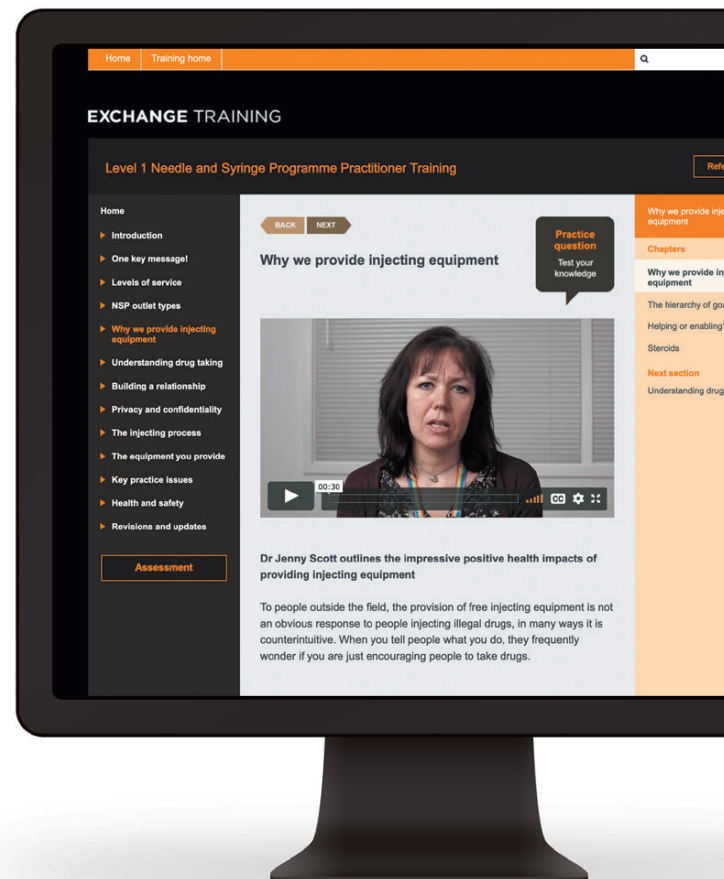 Home
Training home
EXCHANGE TRAINING
Level 1 Needle and Syringe Programme Practitioner Training
Home
Introduction
One key message!
Levels of service
NSP outlet types
Why we provide injecting
equipment
Understanding drug taking
Building a relationship
Privacy and confidentiality
The injecting process
The equipment you provide
Key practice issues
Health and safety
Revisions and updates
Assessment
BACK
NEXT
Why we provide injecting equipment
Practice
question
Test your
knowledge
00:30
CC
Dr Jenny Scott outlines the impressive positive health impacts of
providing injecting equipment
To people outside the field, the provision of free injecting equipment is not
an obvious response to people injecting illegal drugs, in many ways it is
counterintuitive. When you tell people what you do, they frequently
wonder if you are just encouraging people to take drugs.
Why we provide
equipment
Chapters
Why we provide
equipment
The hierarchy of
Helping or enabling
Steroids
Next section
Understanding drug